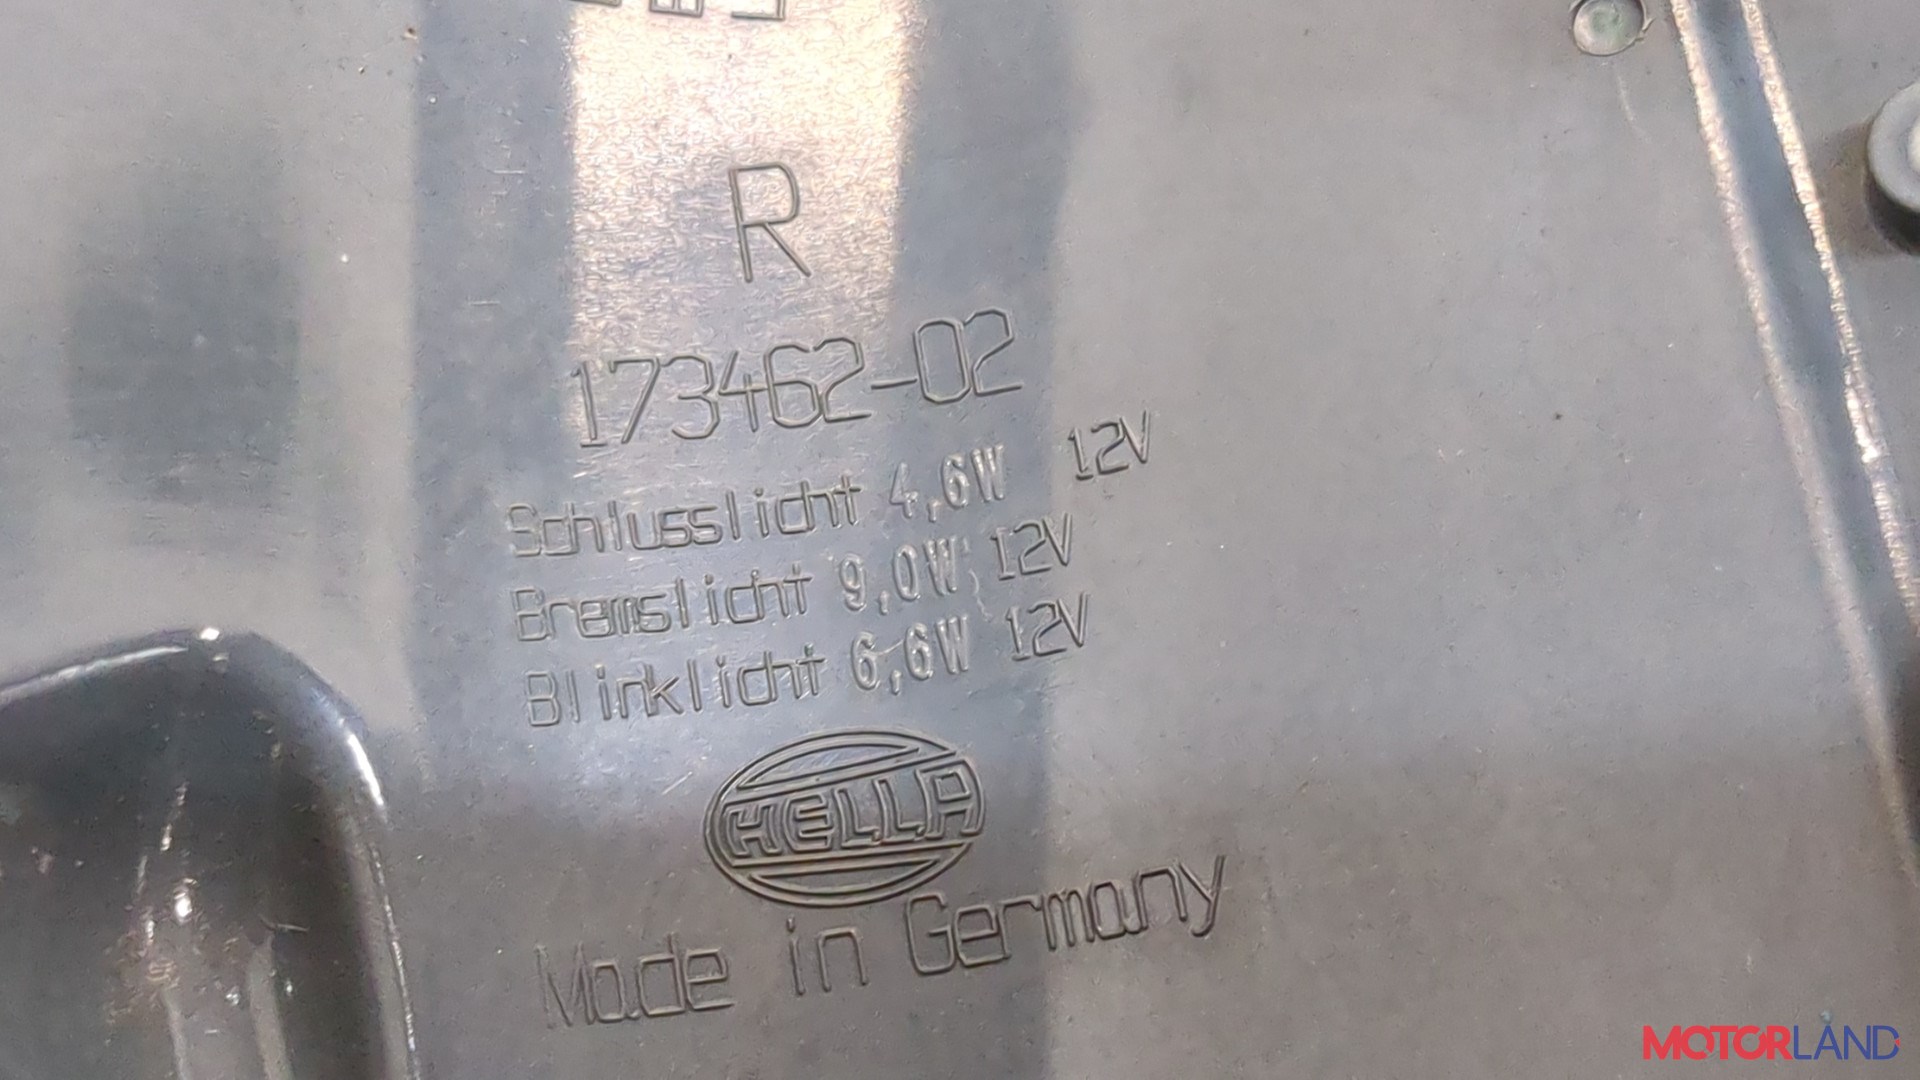 R
173462-02
Schlusslicht 4,6W 12V
Bremslicht 9,0W 12V
Blinklicht 6,6W 12V
HELLA
Made in Germany
MOTORLAND